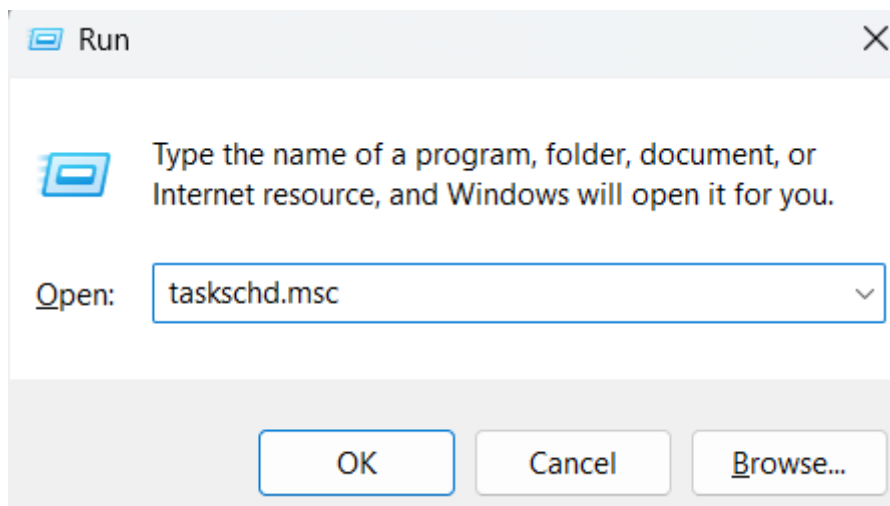 Run
Type the name of a program, folder, document, or
Internet resource, and Windows will open it for you.
Open: taskschd.msc
OK Cancel Browse...